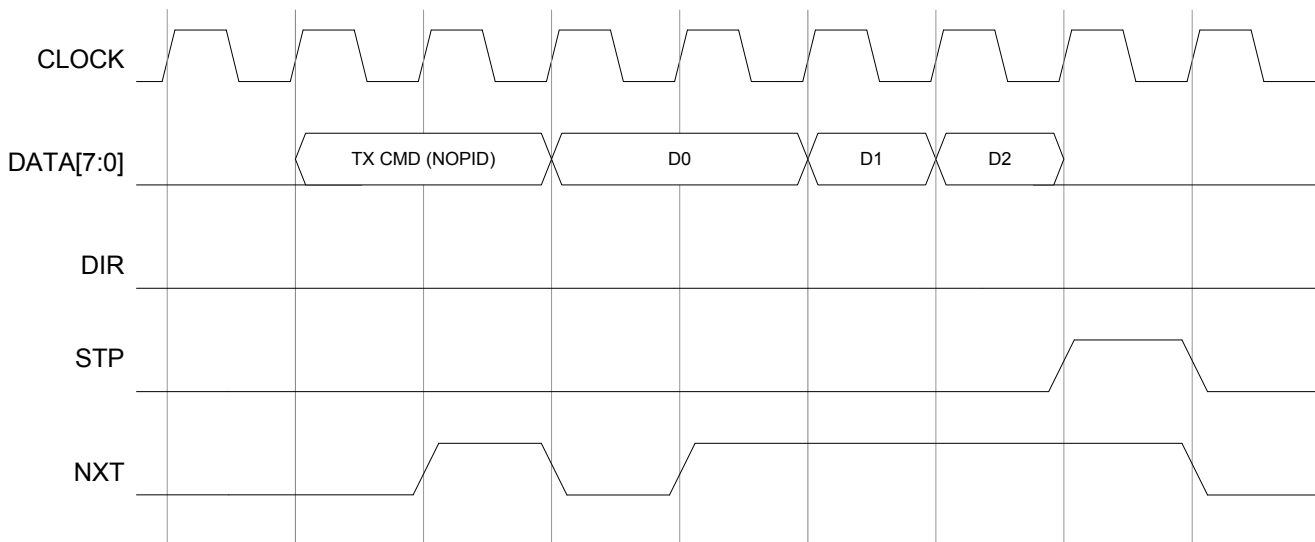 CLOCK
DATA[7:0]
TX CMD (NOPID)
D0
D1
D2
DIR
STP
NXT